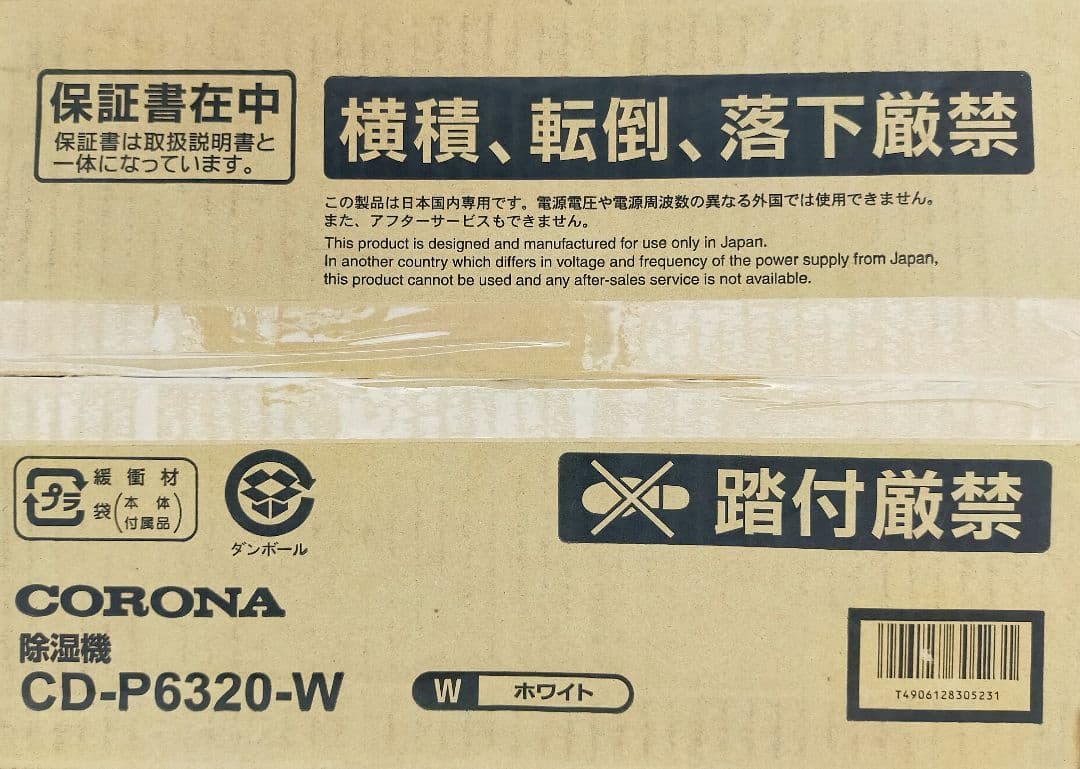 保証書在中
保証書は取扱説明書と
一体になっています。
横積、転倒、落下厳禁
この製品は日本国内専用です。電源電圧や電源周波数の異なる外国では使用できません。
また、アフターサービスもできません。
This product is designed and manufactured for use only in Japan.
In another country which differs in voltage and frequency of the power supply from Japan,
this product cannot be used and any after-sales service is not available.
プラ
緩衝材
袋(本体付属品)
ダンボール
踏付厳禁
CORONA
除湿機
CD-P6320-W
W ホワイト
T4906128305231